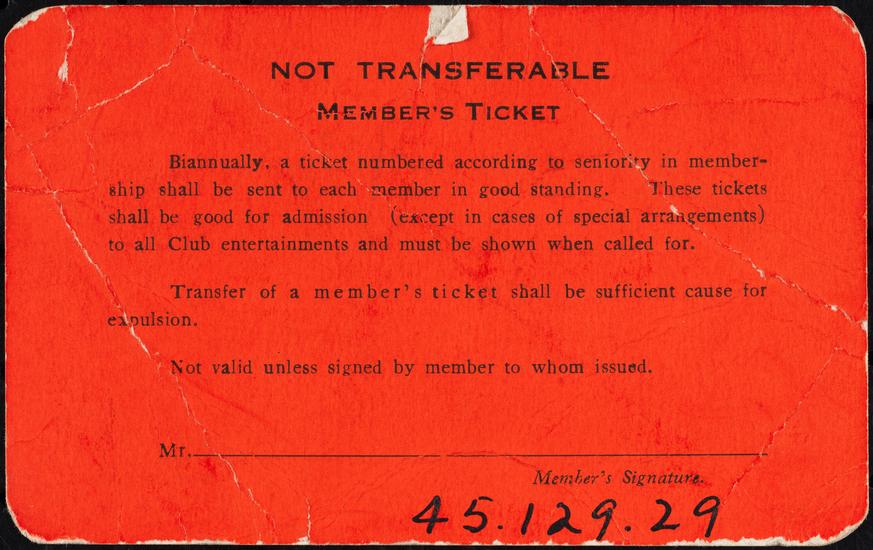 NOT TRANSFERABLE
MEMBER'S TICKET
Biannually, a ticket numbered according to seniority in member-
ship shall be sent to each member in good standing. These tickets
shall be good for admission (except in cases of special arrangements)
to all Club entertainments and must be shown when called for.
Transfer of a member's ticket shall be sufficient cause for
expulsion.
Not valid unless signed by member to whom issued.
Mr.
Member's Signature.
45.129.29